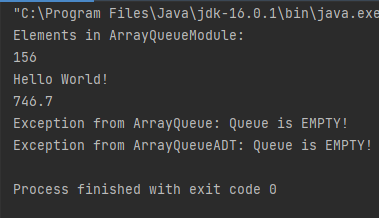 "C:\Program Files\Java\jdk-16.0.1\bin\java.exe
Elements in ArrayQueueModule:
156
Hello World!
746.7
Exception from ArrayQueue: Queue is EMPTY!
Exception from ArrayQueueADT: Queue is EMPTY!
Process finished with exit code 0